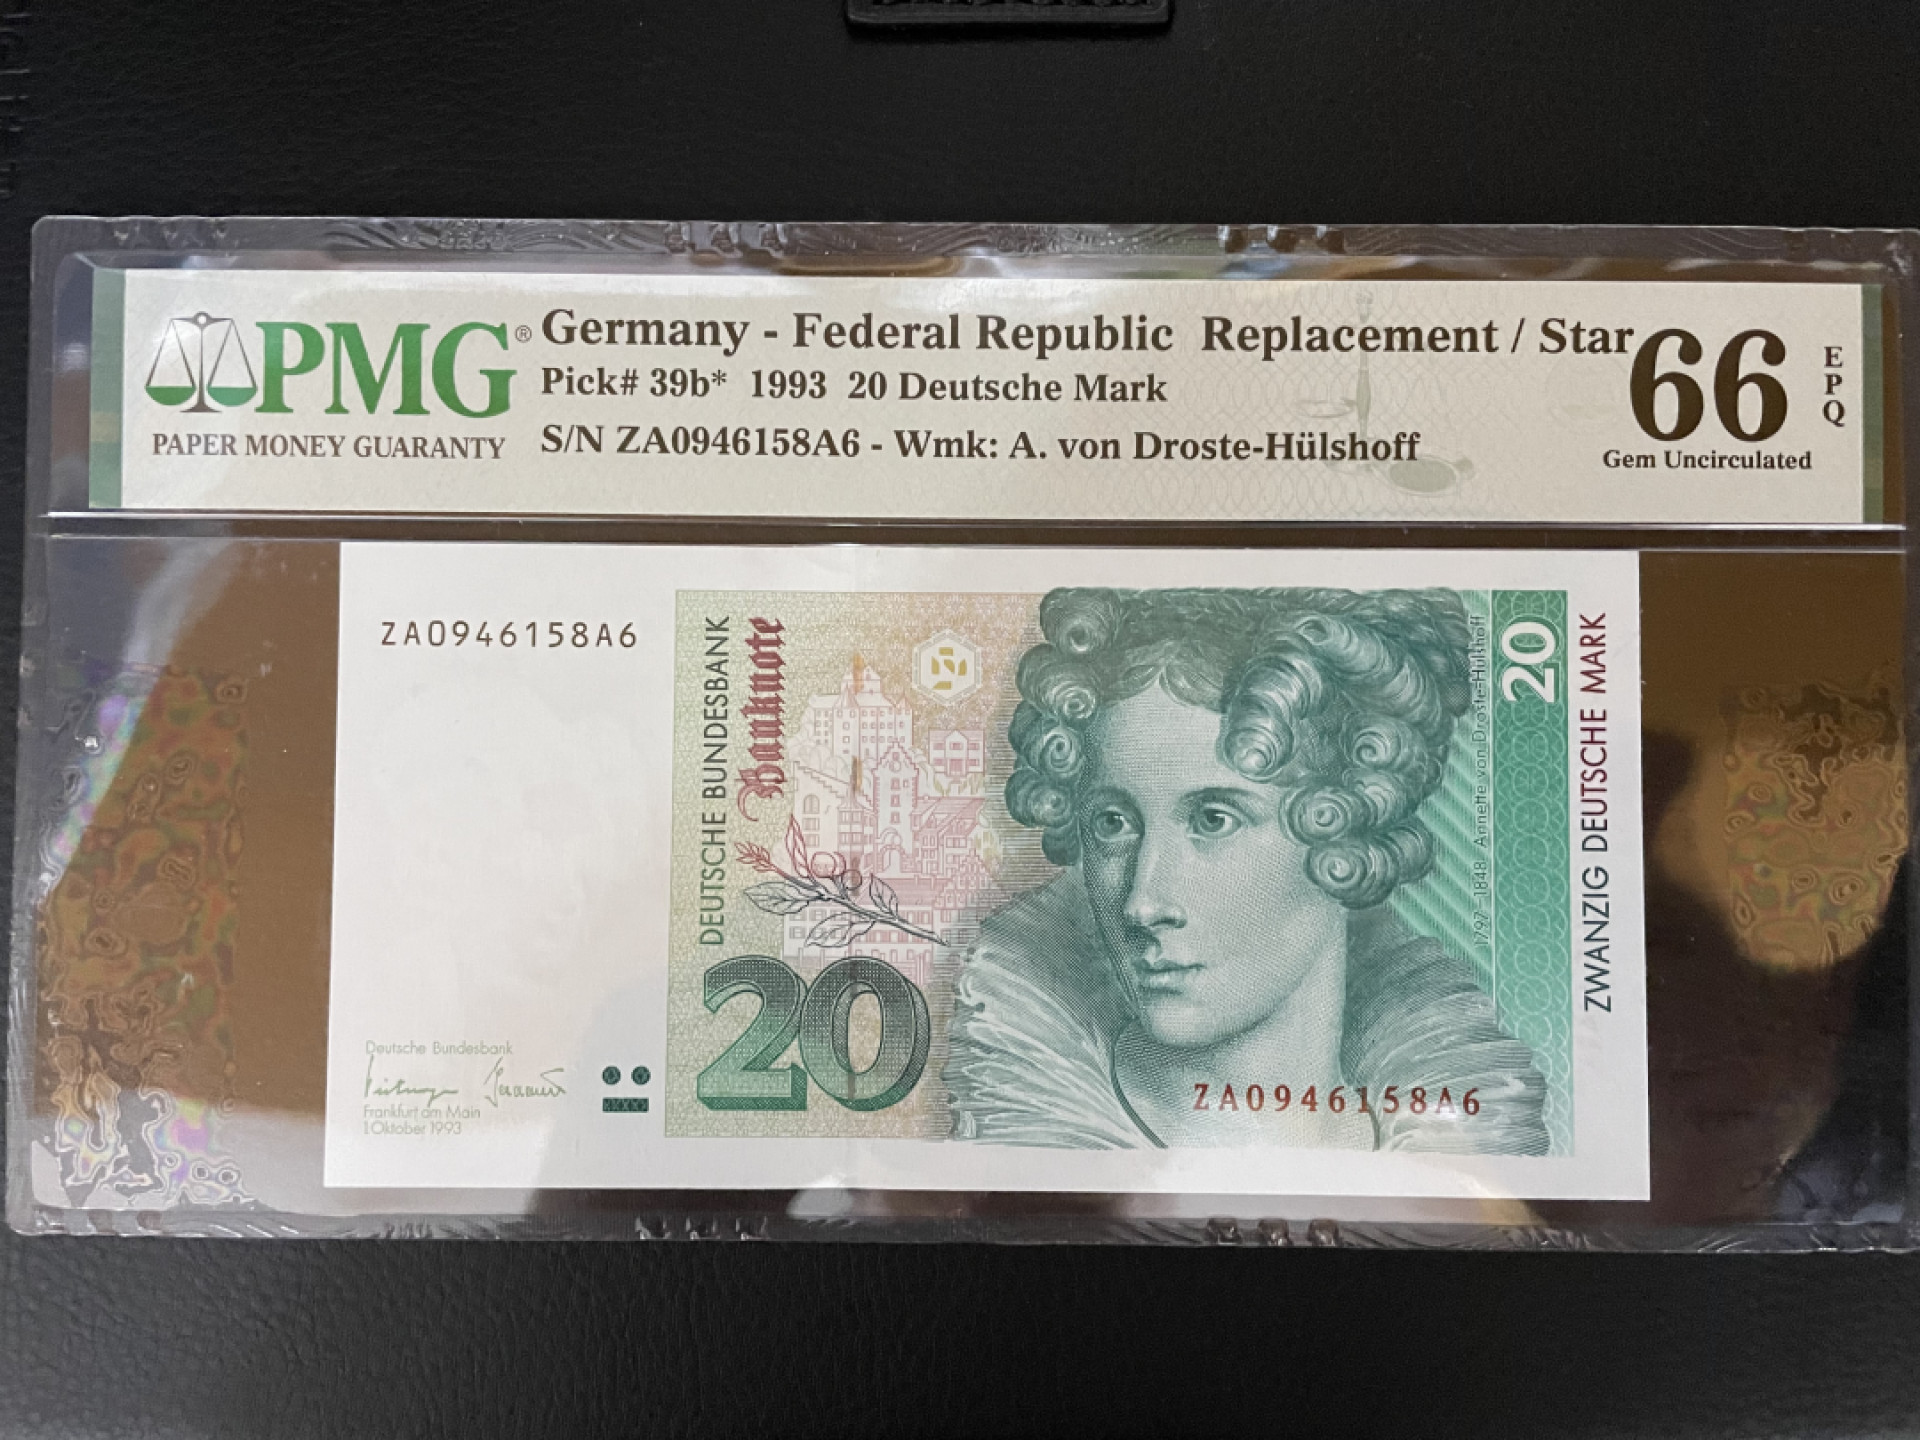 PMG®
PAPER MONEY GUARANTY
Germany - Federal Republic Replacement / Star
Pick# 39b* 1993 20 Deutsche Mark
S/N ZA0946158A6 - Wmk: A. von Droste-Hülshoff
66
EPQ
Gem Uncirculated
ZA0946158A6
DEUTSCHE BUNDESBANK
Banknote
20
Deutsche Bundesbank
Frankfurt am Main
1.Oktober 1993
ZA0946158A6
1797–1848 Annette von Droste-Hülshoff
20
ZWANZIG DEUTSCHE MARK